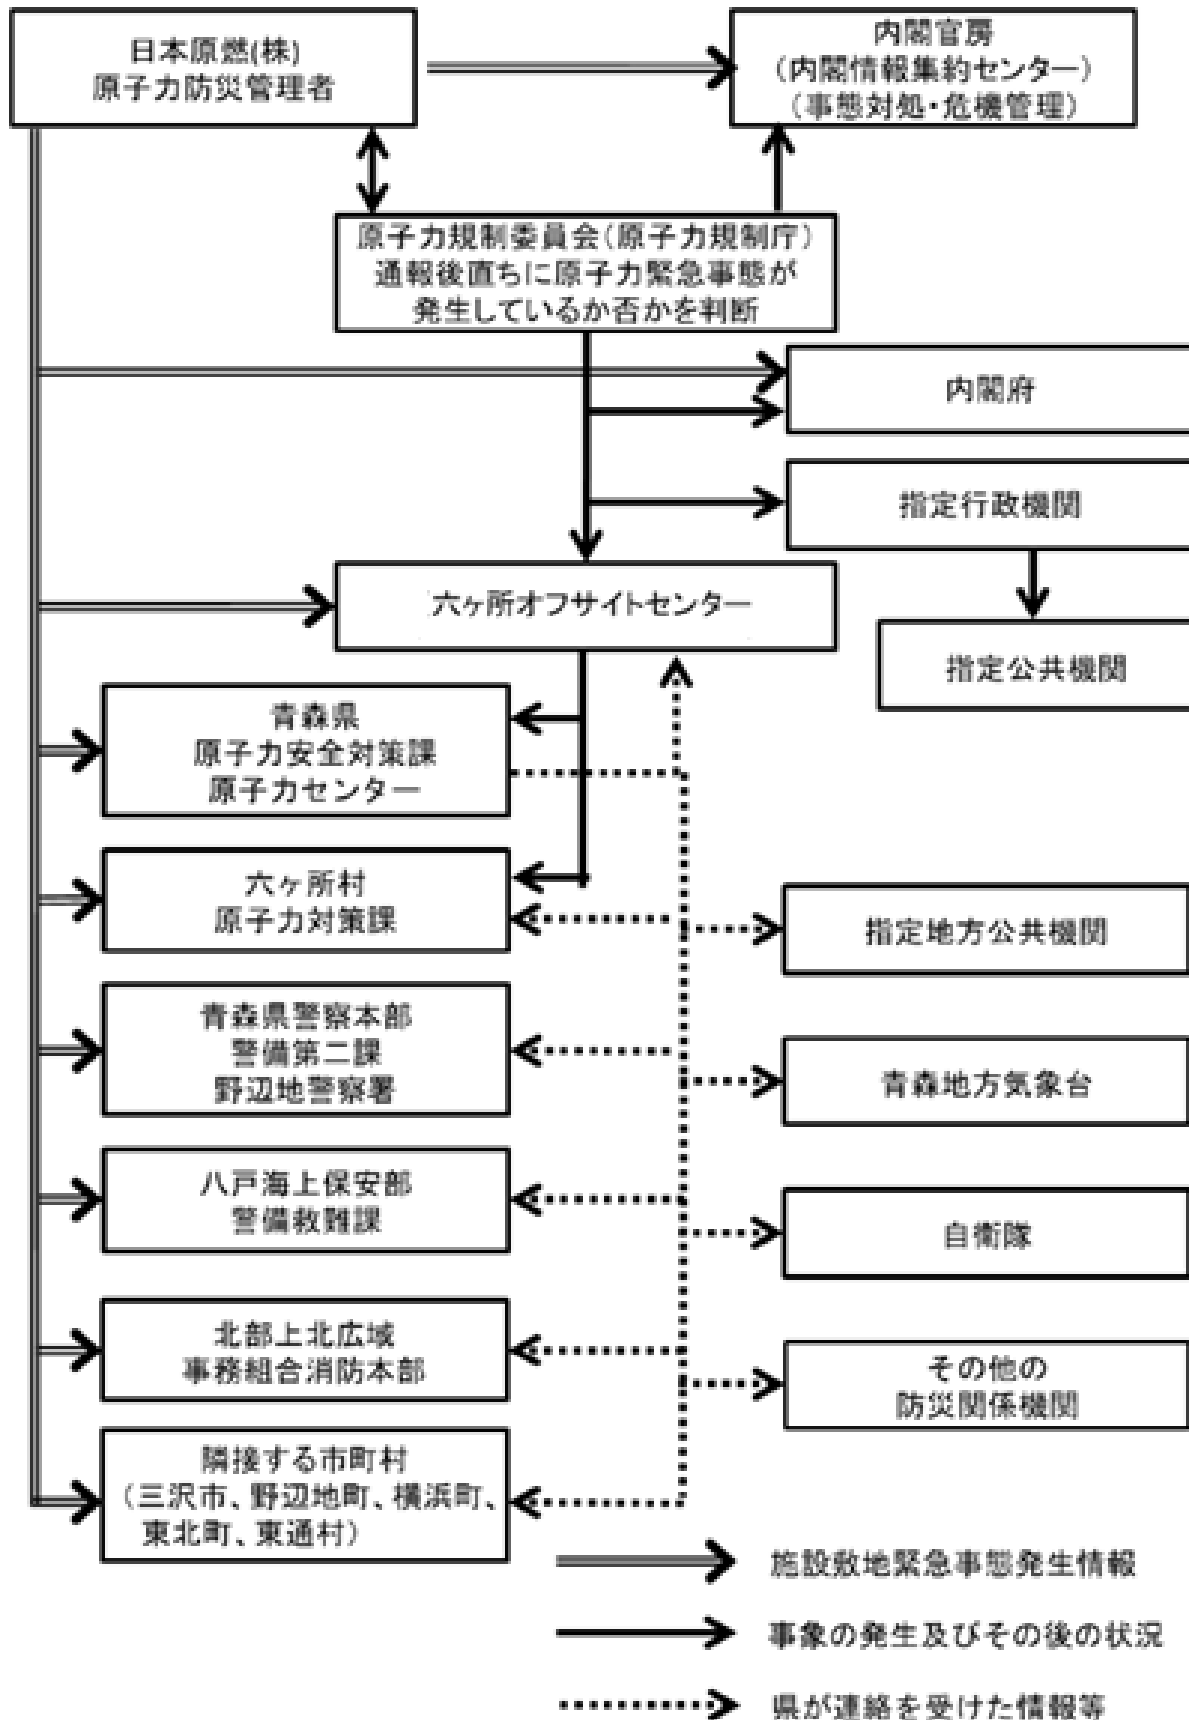 日本原燃(株)
原子力防災管理者
内閣官房
(内閣情報集約センター)
(事態対処・危機管理)
原子力規制委員会(原子力規制庁)
通報後直ちに原子力緊急事態が
発生しているか否かを判断
内閣府
指定行政機関
六ヶ所オフサイトセンター
指定公共機関
青森県
原子力安全対策課
原子力センター
六ヶ所村
原子力対策課
指定地方公共機関
青森県警察本部
警備第二課
野辺地警察署
青森地方気象台
八戸海上保安部
警備救難課
自衛隊
北部上北広域
事務組合消防本部
その他の
防災関係機関
隣接する市町村
(三沢市、野辺地町、横浜町、
東北町、東通村)
施設敷地緊急事態発生情報
事象の発生及びその後の状況
県が連絡を受けた情報等